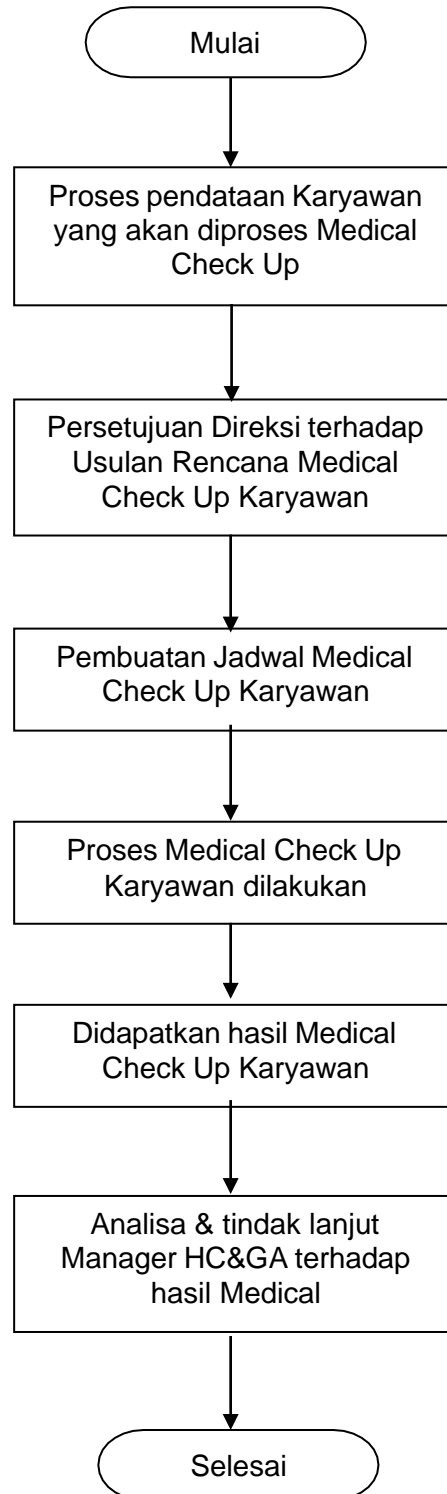 Mulai
Proses pendataan Karyawan
yang akan diproses Medical
Check Up
Persetujuan Direksi terhadap
Usulan Rencana Medical
Check Up Karyawan
Pembuatan Jadwal Medical
Check Up Karyawan
Proses Medical Check Up
Karyawan dilakukan
Didapatkan hasil Medical
Check Up Karyawan
Analisa & tindak lanjut
Manager HC&GA terhadap
hasil Medical
Selesai